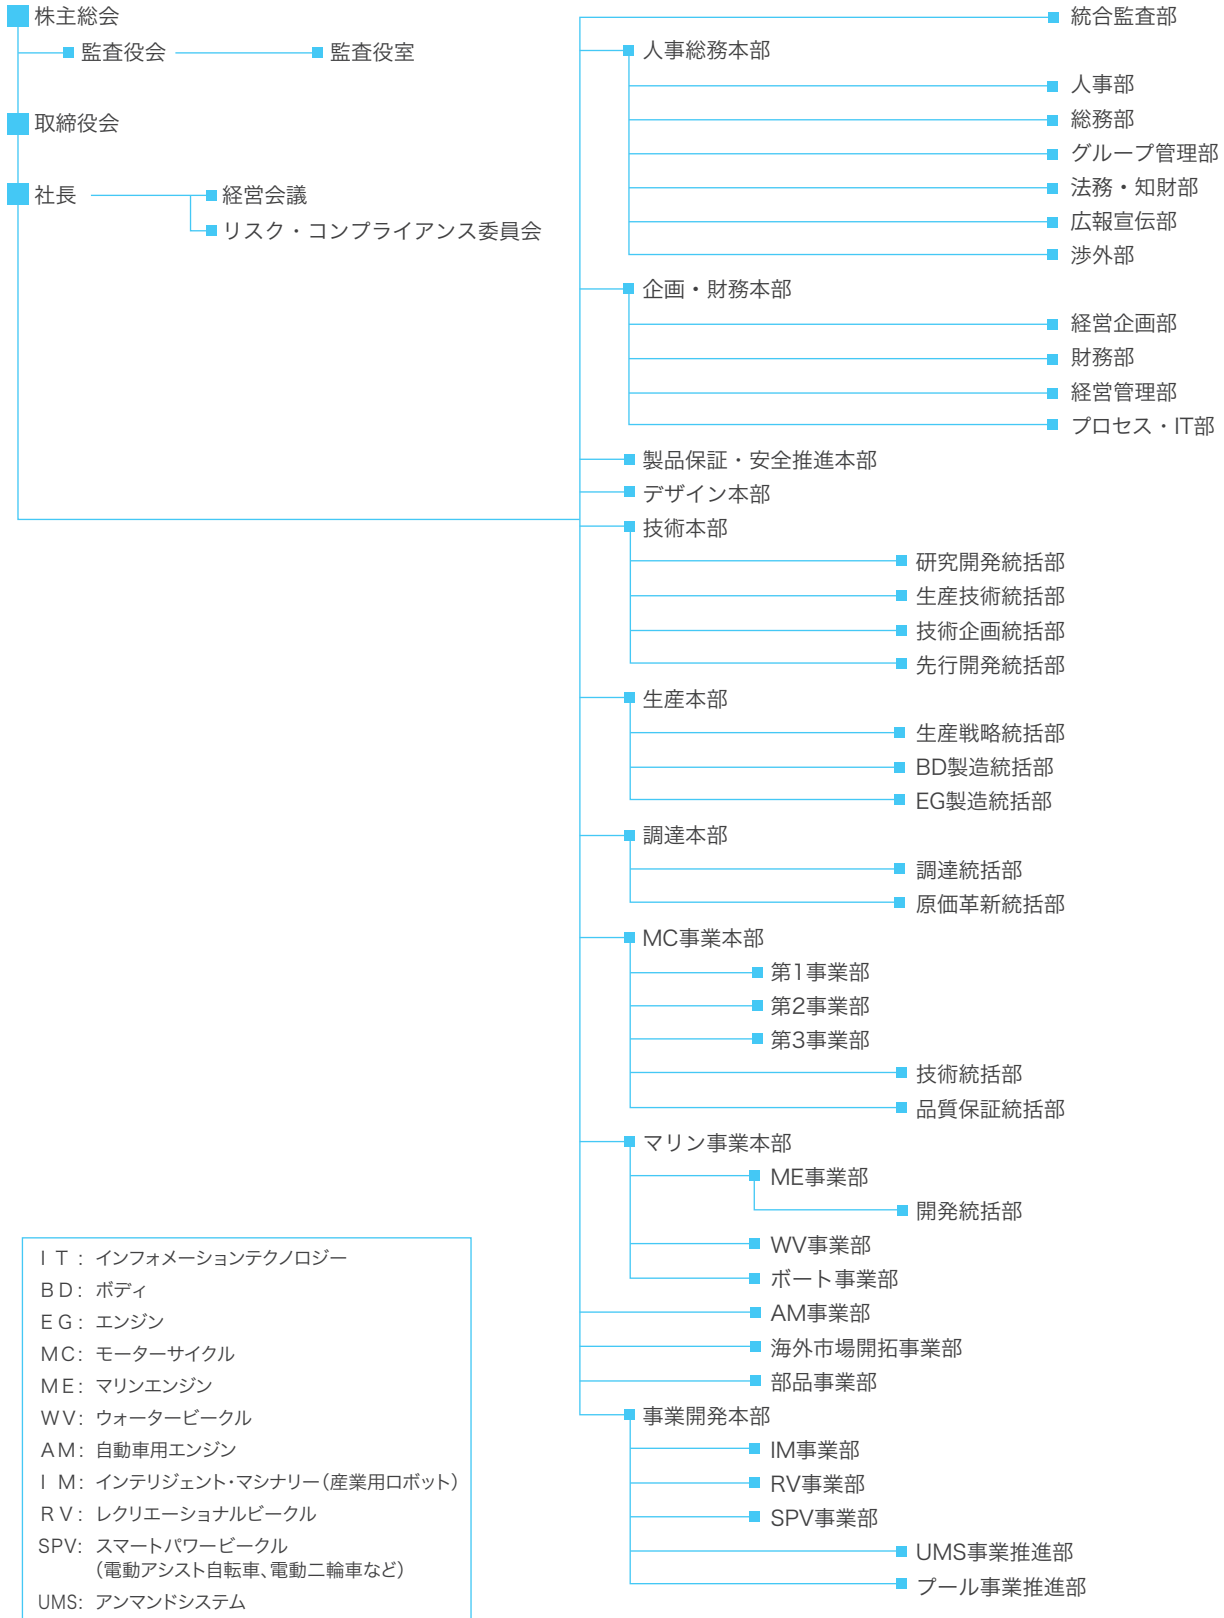 株主総会
監査役会
監査役室
取締役会
社長
経営会議
リスク・コンプライアンス委員会
統合監査部
人事総務本部
人事部
総務部
グループ管理部
法務・知財部
広報宣伝部
渉外部
企画・財務本部
経営企画部
財務部
経営管理部
プロセス・IT部
製品保証・安全推進本部
デザイン本部
技術本部
研究開発統括部
生産技術統括部
技術企画統括部
先行開発統括部
生産本部
生産戦略統括部
BD製造統括部
EG製造統括部
調達本部
調達統括部
原価革新統括部
MC事業本部
第1事業部
第2事業部
第3事業部
技術統括部
品質保証統括部
マリン事業本部
ME事業部
開発統括部
WV事業部
ボート事業部
AM事業部
海外市場開拓事業部
部品事業部
事業開発本部
IM事業部
RV事業部
SPV事業部
UMS事業推進部
プール事業推進部
IT: インフォメーションテクノロジー
BD: ボディ
EG: エンジン
MC: モーターサイクル
ME: マリンエンジン
WV: ウォータービークル
AM: 自動車用エンジン
IM: インテリジェント・マシナリー(産業用ロボット)
RV: レクリエーショナルビークル
SPV: スマートパワービークル
(電動アシスト自転車、電動二輪車など)
UMS: アンマンドシステム